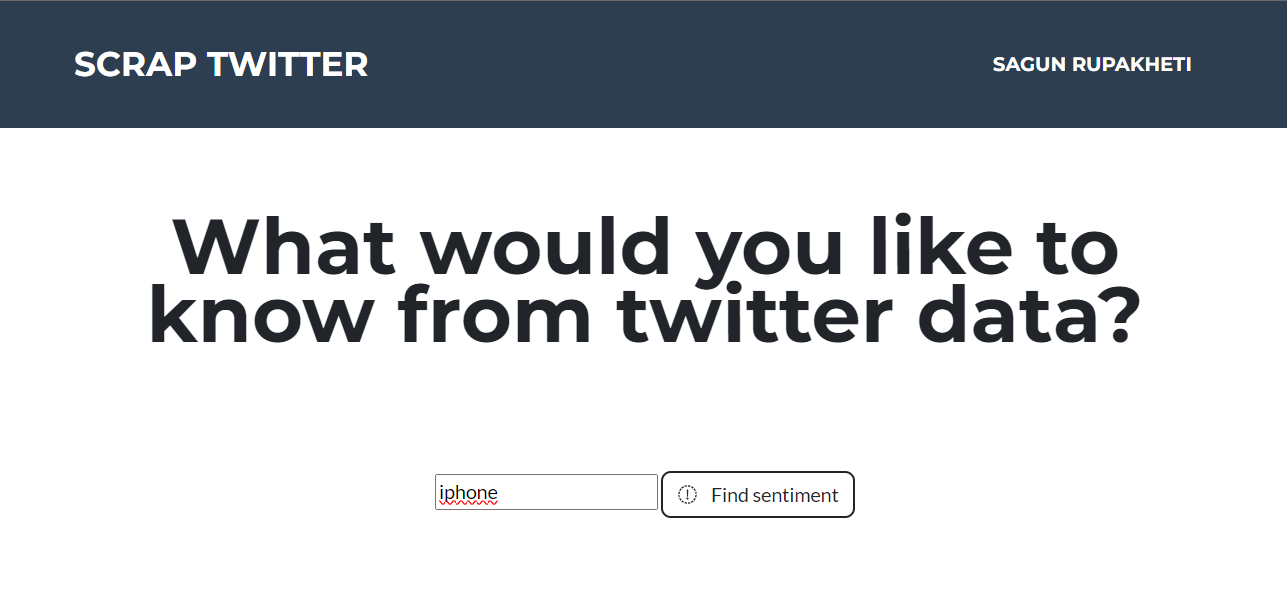 SCRAP TWITTER
SAGUN RUPAKHETI
What would you like to
know from twitter data?
iphone
Find sentiment